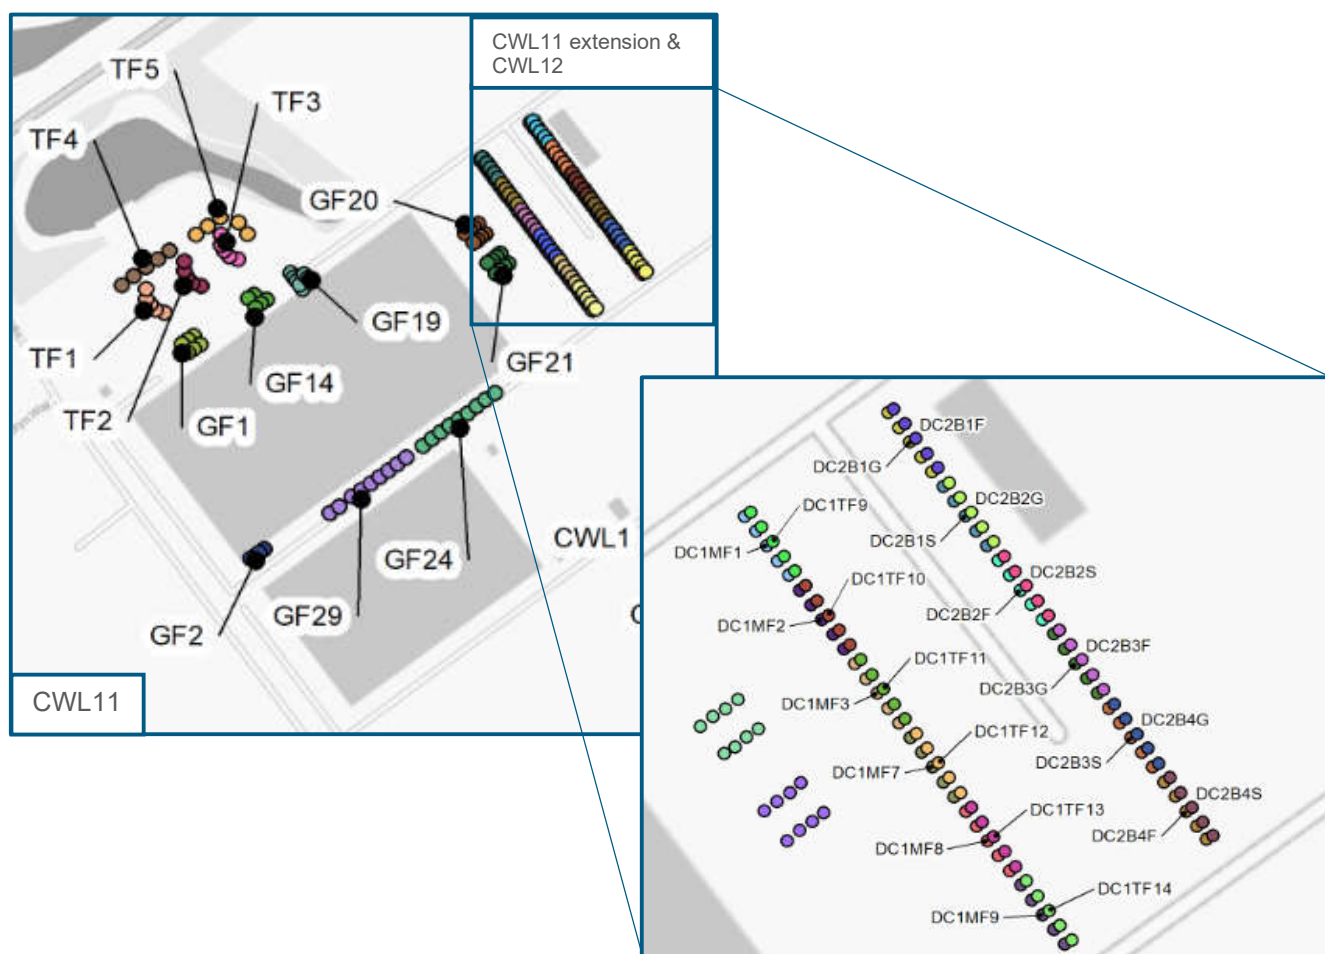 CWL11 extension &
CWL12
TF5
TF3
TF4
GF20
GF19
TF1
GF21
GF14
TF2
GF1
CWL1
GF24
GF29
GF2
CWL11
DC2B1F
DC2B1G
DC2B2G
DC1TF9
DC2B1S
DC1MF1
DC2B2S
DC1TF10
DC2B2F
DC1MF2
DC2B3F
DC1TF11
DC2B3G
DC1MF3
DC2B4G
DC1TF12
DC2B3S
DC1MF7
DC2B4S
DC1TF13
DC2B4F
DC1MF8
DC1TF14
DC1MF9